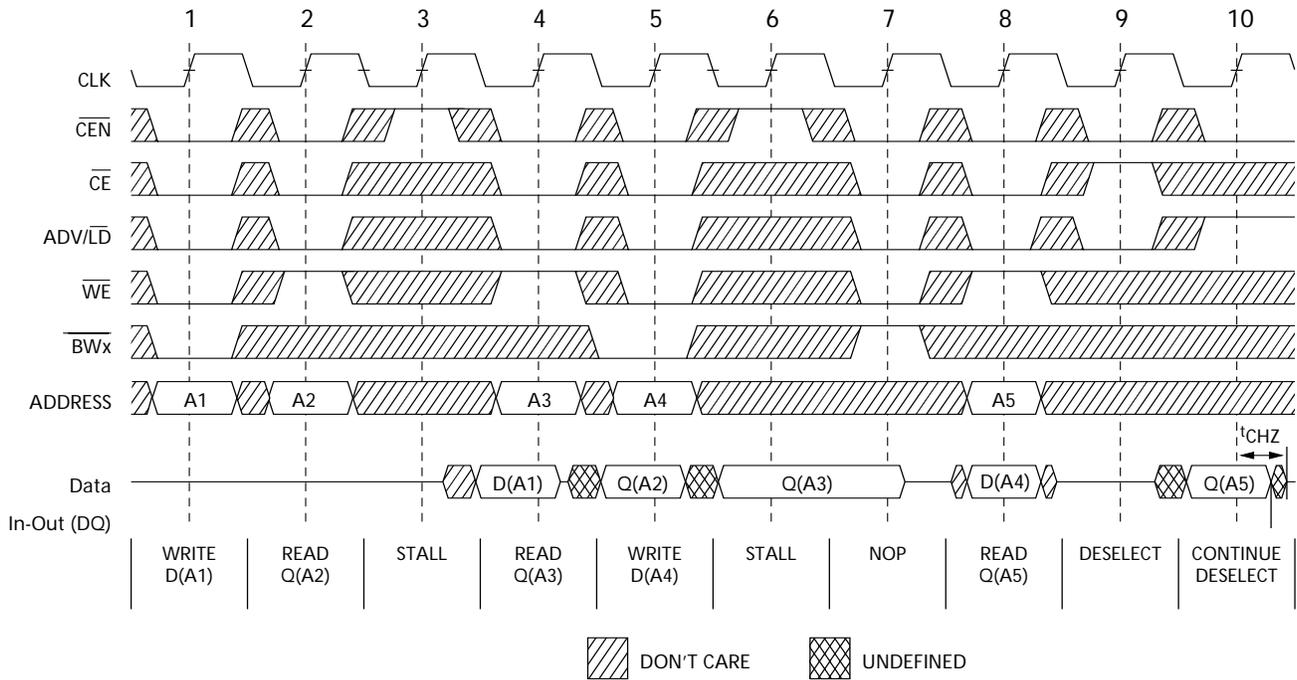 1 2 3 4 5 6 7 8 9 10
CLK
CEN
CE
ADV/LD
WE
BWx
ADDRESS A1 A2 A3 A4 A5
tCHZ
Data D(A1) Q(A2) Q(A3) D(A4) Q(A5)
In-Out (DQ)
WRITE READ STALL READ WRITE STALL NOP READ DESELECT CONTINUE
D(A1) Q(A2) Q(A3) D(A4) Q(A5) DESELECT
DON'T CARE UNDEFINED